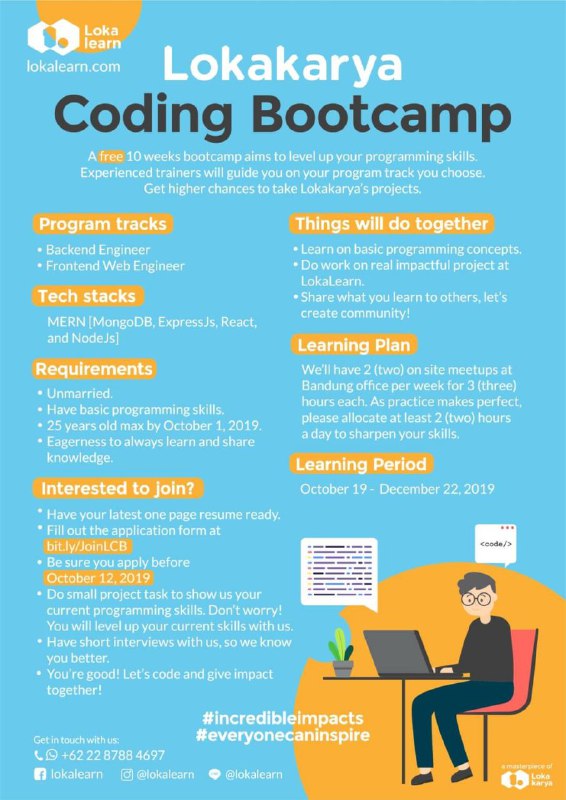 Loka
learn
lokalearn.com
Lokakarya
Coding Bootcamp
A free 10 weeks bootcamp aims to level up your programming skills.
Experienced trainers will guide you on your program track you choose.
Get higher chances to take Lokakarya's projects.
Program tracks
• Backend Engineer
• Frontend Web Engineer
Tech stacks
MERN [MongoDB, ExpressJs, React,
and NodeJs]
Requirements
• Unmarried.
• Have basic programming skills.
• 25 years old max by October 1, 2019.
• Eagerness to always learn and share
knowledge.
Interested to join?
• Have your latest one page resume ready.
• Fill out the application form at
bit.ly/JoinLCB
• Be sure you apply before
October 12, 2019
• Do small project task to show us your
current programming skills. Don't worry!
You will level up your current skills with us.
• Have short interviews with us, so we know
you better.
• You're good! Let's code and give impact
together!
Things will do together
• Learn on basic programming concepts.
• Do work on real impactful project at
LokaLearn.
• Share what you learn to others, let's
create community!
Learning Plan
We'll have 2 (two) on site meetups at
Bandung office per week for 3 (three)
hours each. As practice makes perfect,
please allocate at least 2 (two) hours
a day to sharpen your skills.
Learning Period
October 19 - December 22, 2019
<code/>
#incredibleimpacts
#everyonecaninspire
Get in touch with us:
+62 22 8788 4697
lokalearn @lokalearn @lokalearn
a masterpiece of
Loka
karya